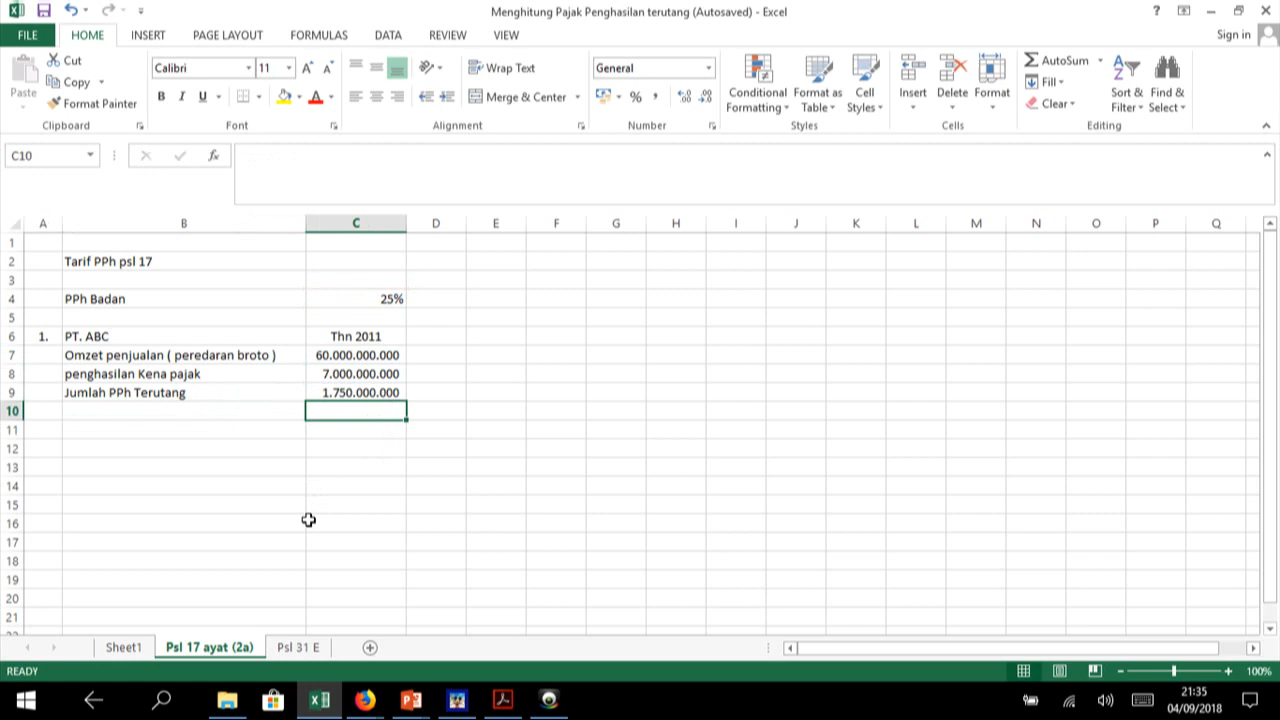 Menghitung Pajak Penghasilan terutang (Autosaved) - Excel
FILE HOME INSERT PAGE LAYOUT FORMULAS DATA REVIEW VIEW Sign in
Paste Cut Copy Format Painter Clipboard
Calibri 11 B I U A Font
Wrap Text Merge & Center Alignment
General % , Number
Conditional Formatting Format as Table Cell Styles Styles
Insert Delete Format Cells
AutoSum Fill Clear Sort & Filter Find & Select Editing
C10 fx
A B C D E F G H I J K L M N O P Q
1
2 Tarif PPh psl 17
3
4 PPh Badan 25%
5
6 1. PT. ABC Thn 2011
7 Omzet penjualan ( peredaran broto ) 60.000.000.000
8 penghasilan Kena pajak 7.000.000.000
9 Jumlah PPh Terutang 1.750.000.000
10
11
12
13
14
15
16
17
18
19
20
21
Sheet1 Psl 17 ayat (2a) Psl 31 E
READY 100%
21:35
04/09/2018